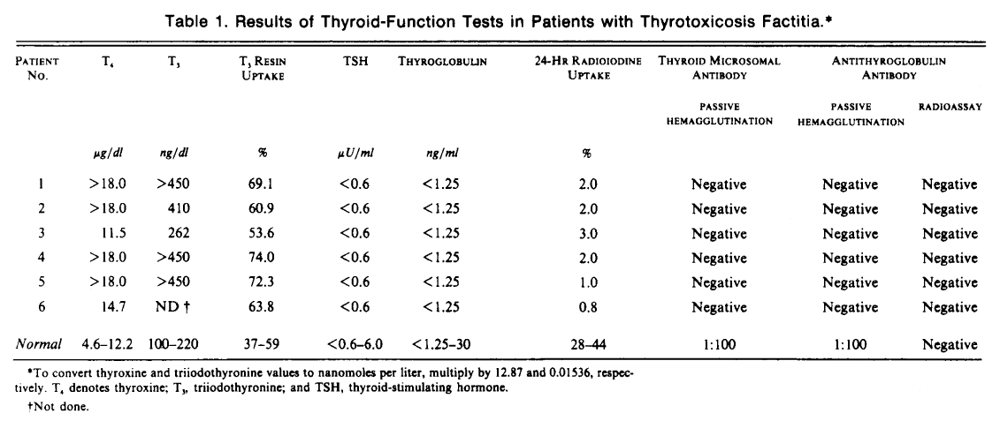 Table 1. Results of Thyroid-Function Tests in Patients with Thyrotoxicosis Factitia.*
PATIENT NO. T₄ T₃ T₃ RESIN UPTAKE TSH THYROGLOBULIN 24-HR RADIOIODINE UPTAKE THYROID MICROSOMAL ANTIBODY ANTITHYROGLOBULIN ANTIBODY
PASSIVE HEMAGGLUTINATION PASSIVE HEMAGGLUTINATION RADIOASSAY
µg/dl ng/dl % µU/ml ng/ml %
1 >18.0 >450 69.1 <0.6 <1.25 2.0 Negative Negative Negative
2 >18.0 410 60.9 <0.6 <1.25 2.0 Negative Negative Negative
3 11.5 262 53.6 <0.6 <1.25 3.0 Negative Negative Negative
4 >18.0 >450 74.0 <0.6 <1.25 2.0 Negative Negative Negative
5 >18.0 >450 72.3 <0.6 <1.25 1.0 Negative Negative Negative
6 14.7 ND † 63.8 <0.6 <1.25 0.8 Negative Negative Negative
Normal 4.6–12.2 100–220 37–59 <0.6–6.0 <1.25–30 28–44 1:100 1:100 Negative
*To convert thyroxine and triiodothyronine values to nanomoles per liter, multiply by 12.87 and 0.01536, respec-
tively. T₄ denotes thyroxine; T₃, triiodothyronine; and TSH, thyroid-stimulating hormone.
†Not done.